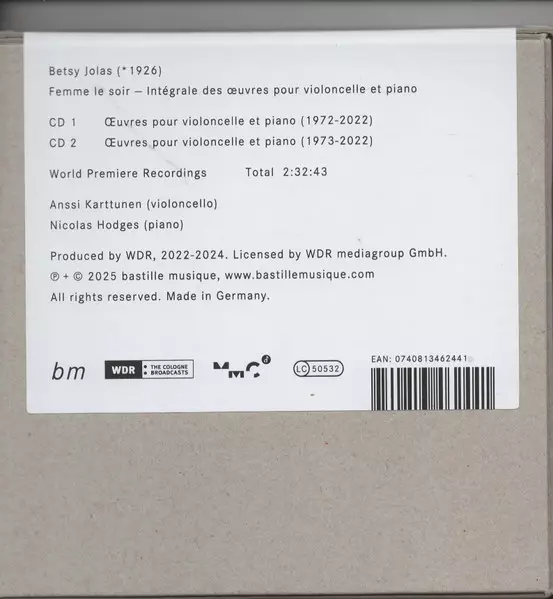 Betsy Jolas (*1926)
Femme le soir – Intégrale des œuvres pour violoncelle et piano
CD 1 Œuvres pour violoncelle et piano (1972-2022)
CD 2 Œuvres pour violoncelle et piano (1973-2022)
World Premiere Recordings Total 2:32:43
Anssi Karttunen (violoncello)
Nicolas Hodges (piano)
Produced by WDR, 2022-2024. Licensed by WDR mediagroup GmbH.
℗ + © 2025 bastille musique, www.bastillemusique.com
All rights reserved. Made in Germany.
EAN: 0740813462441
bm
WDR THE COLOGNE
BROADCASTS
MMC
LC 50532